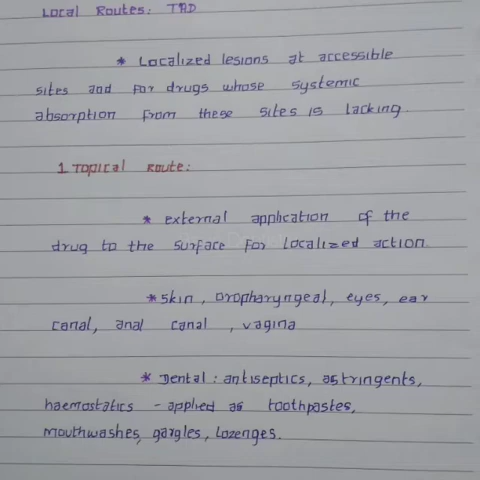 Local Routes: TAD
* Localized lesions at accessible
sites and for drugs whose systemic
absorption from these sites is lacking.
1 Topical Route:
* external application of the
drug to the surface for localized action.
* Skin, oropharyngeal, eyes, ear
canal, anal canal, vagina
* Dental: antiseptics, astringents,
haemostatics - applied as toothpastes,
mouthwashes, gargles, lozenges.